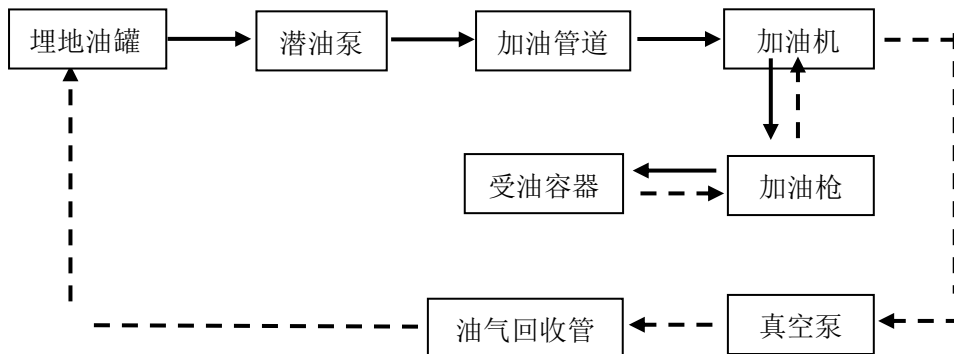 埋地油罐
潜油泵
加油管道
加油机
受油容器
加油枪
油气回收管
真空泵